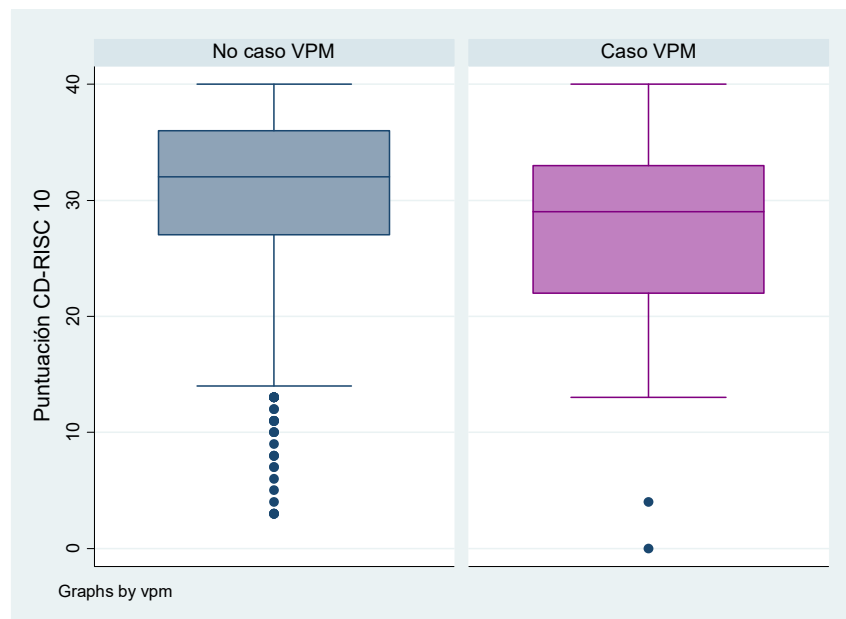 No caso VPM
Caso VPM
Puntuación CD-RISC 10
40
30
20
10
0
Graphs by vpm